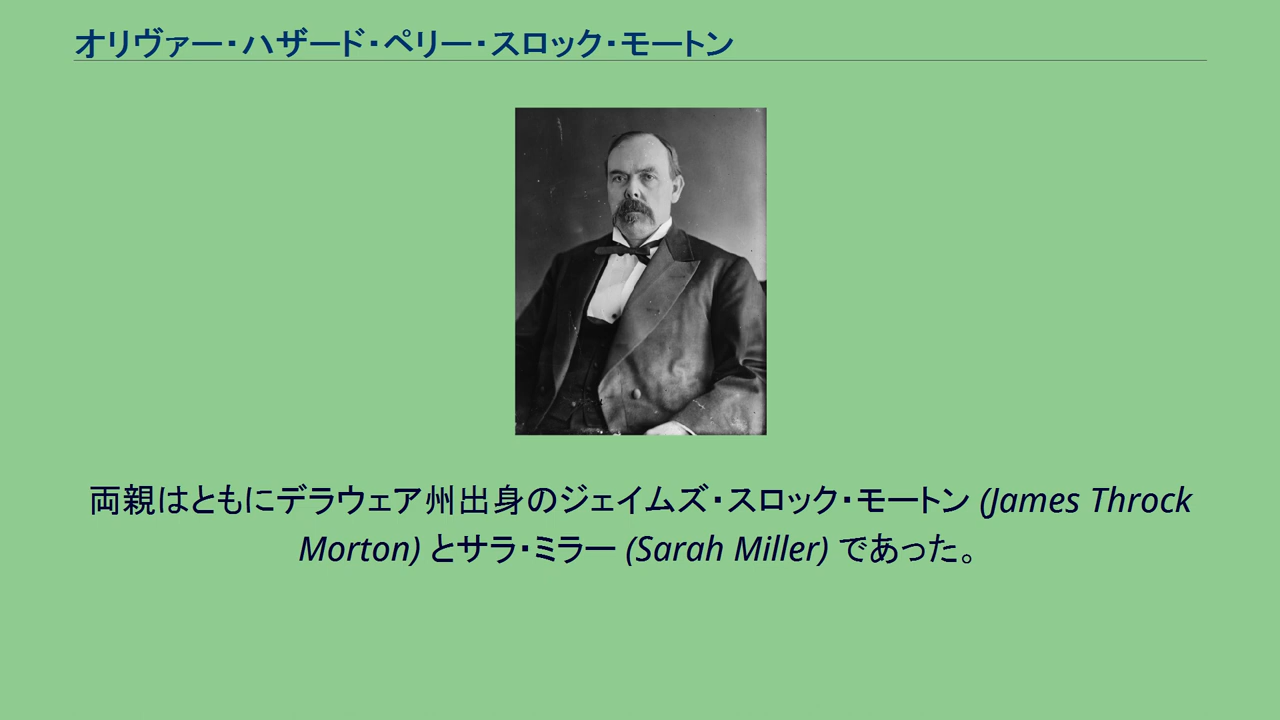 オリヴァー・ハザード・ペリー・スロック・モートン
両親はともにデラウェア州出身のジェイムズ・スロック・モートン (James Throck
Morton) とサラ・ミラー (Sarah Miller) であった。